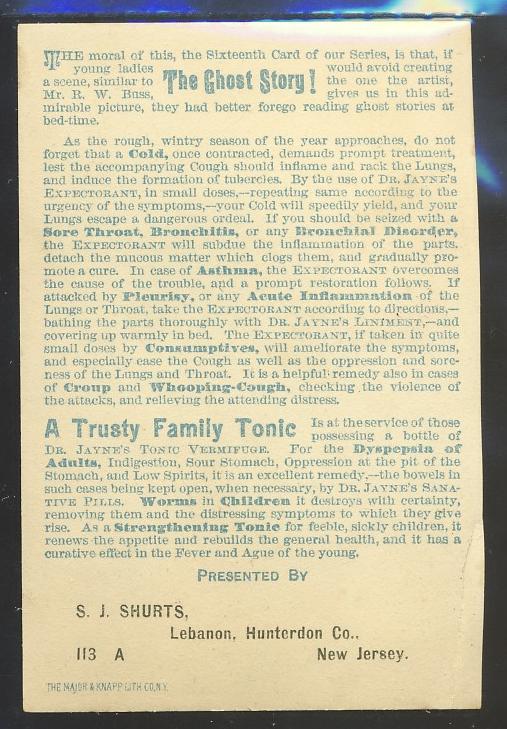 THE moral of this, the Sixteenth Card of our Series, is that, if
young ladies would avoid creating
a scene, similar to The Ghost Story! the one the artist,
Mr. R. W. Buss, gives us in this ad-
mirable picture, they had better forego reading ghost stories at
bed-time.
As the rough, wintry season of the year approaches, do not
forget that a Cold, once contracted, demands prompt treatment,
lest the accompanying Cough should inflame and rack the Lungs,
and induce the formation of tubercles. By the use of DR. JAYNE'S
EXPECTORANT, in small doses,—repeating same according to the
urgency of the symptoms,—your Cold will speedily yield, and your
Lungs escape a dangerous ordeal. If you should be seized with a
Sore Throat, Bronchitis, or any Bronchial Disorder,
the EXPECTORANT will subdue the inflammation of the parts.
detach the mucous matter which clogs them, and gradually pro-
mote a cure. In case of Asthma, the EXPECTORANT overcomes
the cause of the trouble, and a prompt restoration follows. If
attacked by Pleurisy, or any Acute Inflammation of the
Lungs or Throat, take the EXPECTORANT according to directions,—
bathing the parts thoroughly with DR. JAYNE'S LINIMENT,—and
covering up warmly in bed. The EXPECTORANT, if taken in quite
small doses by Consumptives, will ameliorate the symptoms,
and especially ease the Cough as well as the oppression and sore-
ness of the Lungs and Throat. It is a helpful remedy also in cases
of Croup and Whooping-Cough, checking the violence of
the attacks, and relieving the attending distress.
A Trusty Family Tonic Is at the service of those
possessing a bottle of
DR. JAYNE'S TONIC VERMIFUGE. For the Dyspepsia of
Adults, Indigestion, Sour Stomach, Oppression at the pit of the
Stomach, and Low Spirits, it is an excellent remedy,—the bowels in
such cases being kept open, when necessary, by DR. JAYNE'S SANA-
TIVE PILLS. Worms in Children it destroys with certainty,
removing them and the distressing symptoms to which they give
rise. As a Strengthening Tonic for feeble, sickly children, it
renews the appetite and rebuilds the general health, and it has a
curative effect in the Fever and Ague of the young.
PRESENTED BY
S. J. SHURTS,
Lebanon, Hunterdon Co.,
113 A New Jersey.
THE MAJOR & KNAPP LITH. CO. N.Y.